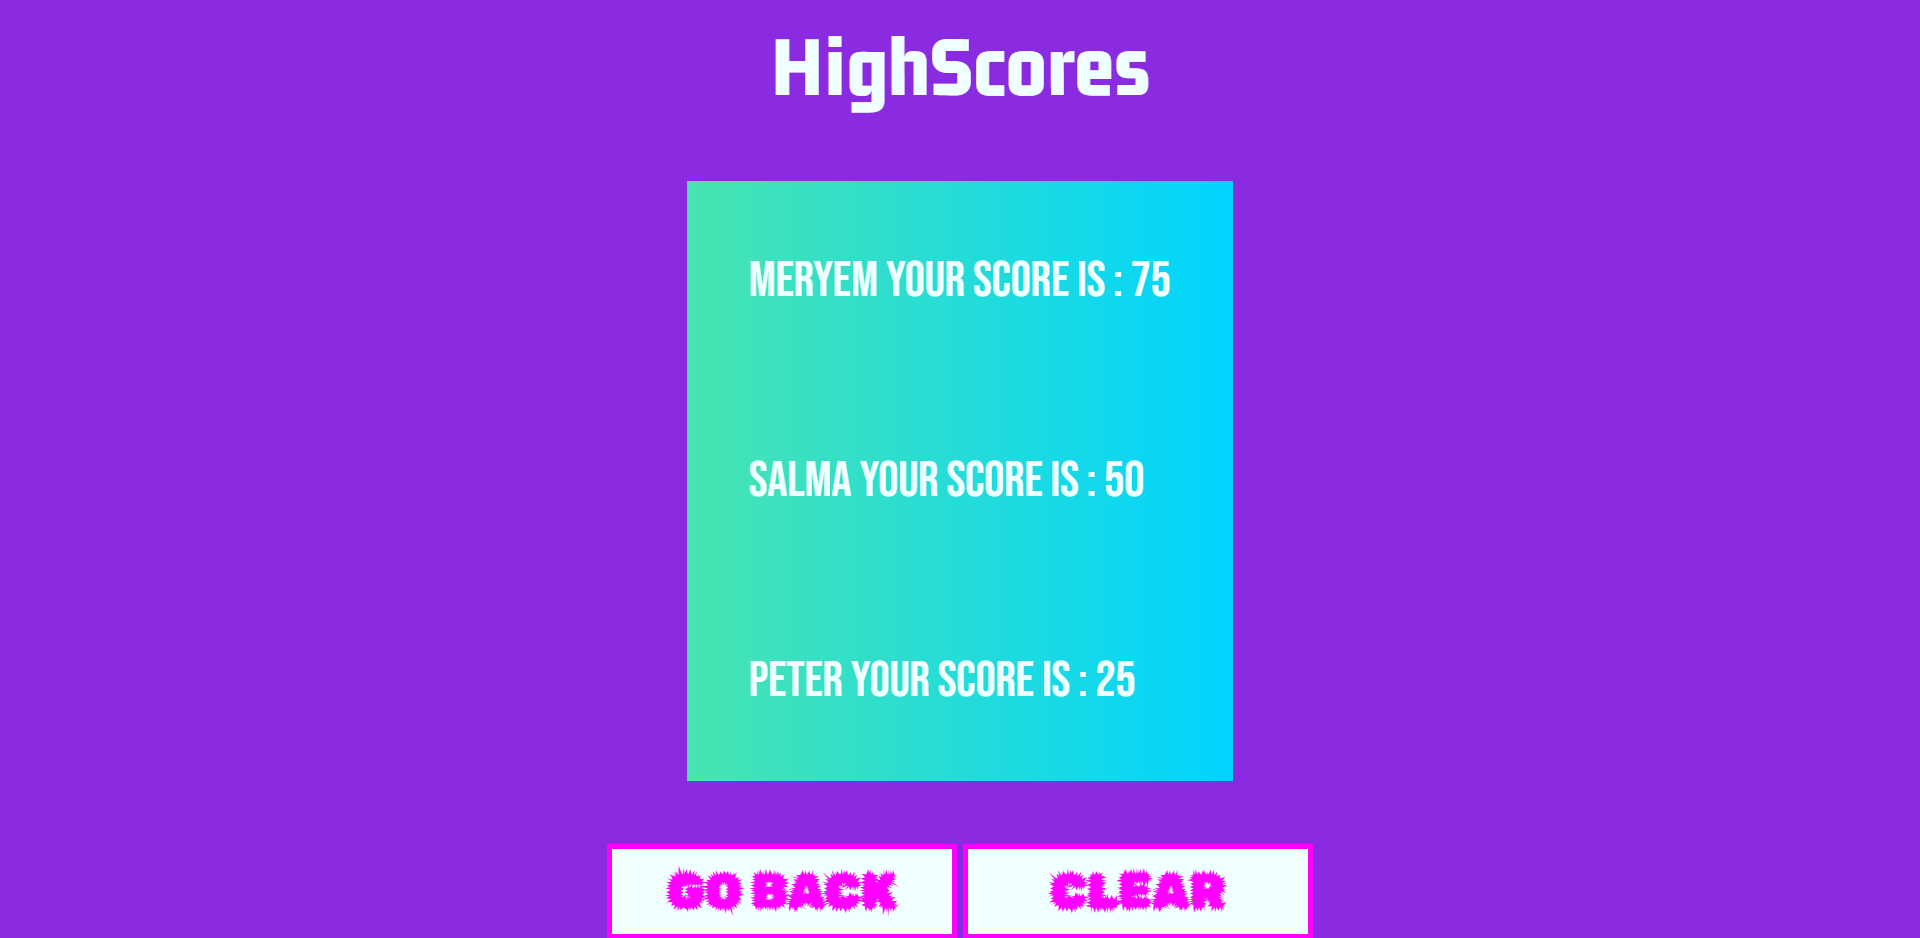 HighScores
MERYEM YOUR SCORE IS : 75
SALMA YOUR SCORE IS : 50
PETER YOUR SCORE IS : 25
GO BACK
CLEAR